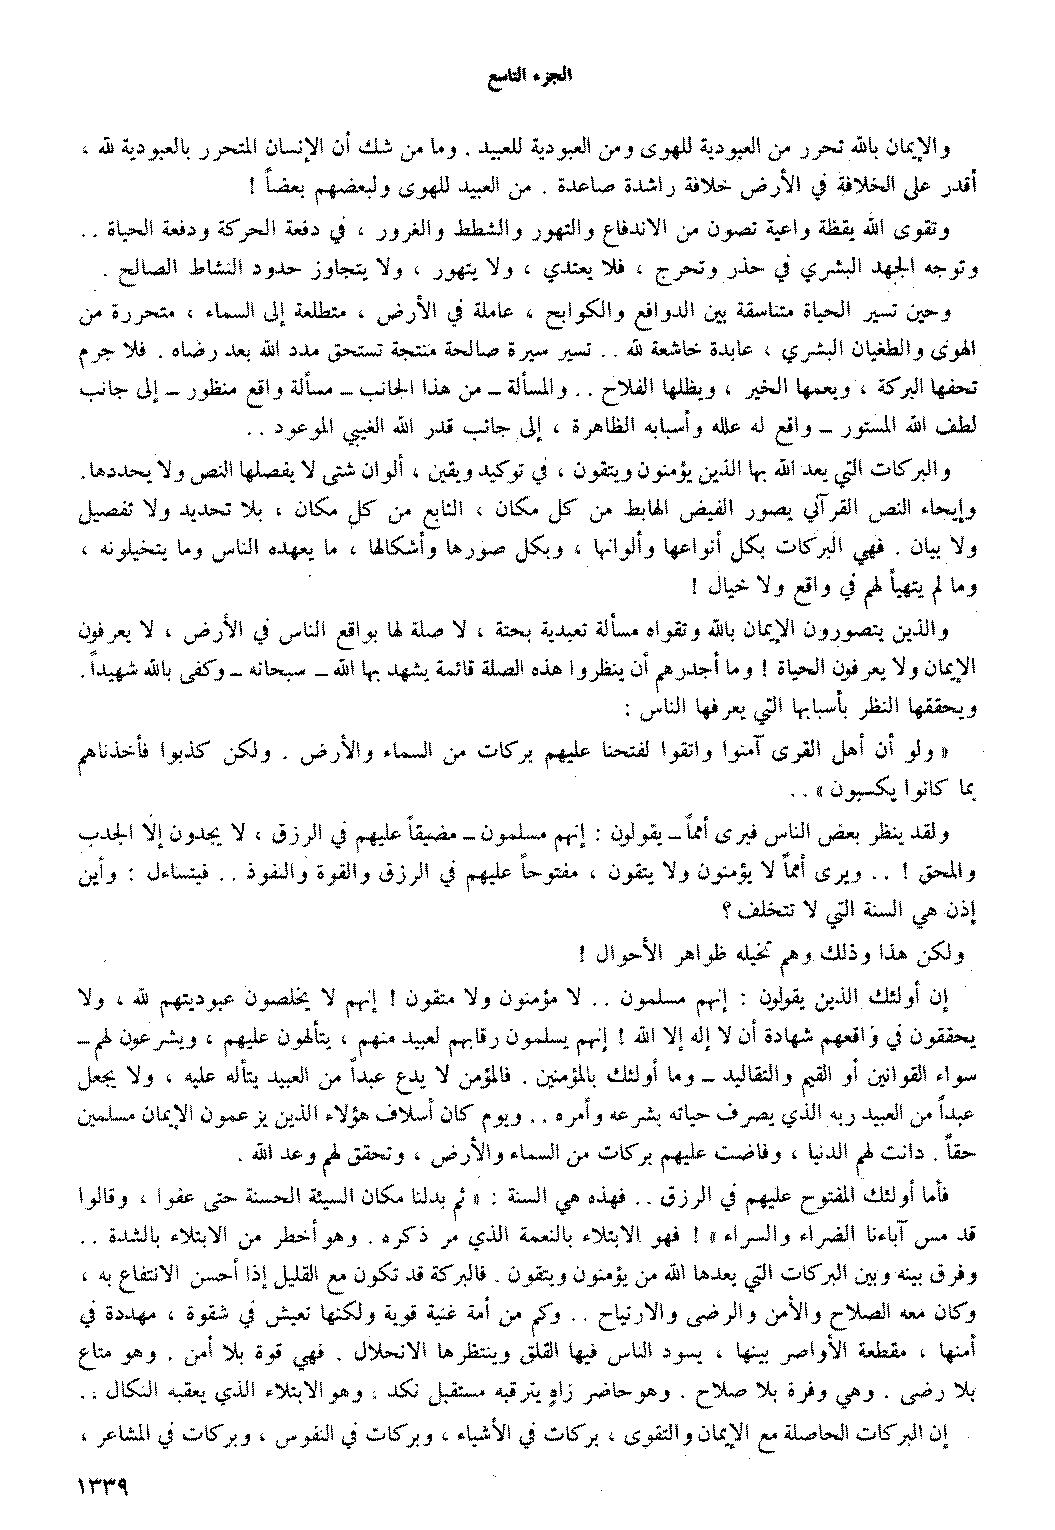 الجزء التاسع
والإيمان بالله تحرر من العبودية للهوى ومن العبودية للعبيد . وما من شك أن الإنسان المتحرر بالعبودية لله ،
أقدر على الخلافة في الأرض خلافة راشدة صاعدة . من العبيد للهوى ولبعضهم بعضاً !
وتقوى الله يقظة واعية تصون من الاندفاع والتهور والشطط والغرور ، في دفعة الحركة ودفعة الحياة ..
وتوجه الجهد البشري في حذر وتحرج ، فلا يعتدي ، ولا يتهور ، ولا يتجاوز حدود النشاط الصالح .
وحين تسير الحياة متناسقة بين الدوافع والكوابح ، عاملة في الأرض ، متطلعة إلى السماء ، متحررة من
الهوى والطغيان البشري ، عابدة خاشعة لله .. تسير سيرة صالحة منتجة تستحق مدد الله بعد رضاه . فلا جرم
تحفها البركة ، ويعمها الخير ، ويظلها الفلاح .. والمسألة – من هذا الجانب – مسألة واقع منظور – إلى جانب
لطف الله المستور – واقع له علله وأسبابه الظاهرة ، إلى جانب قدر الله الغيبي الموعود ..
والبركات التي يعد الله بها الذين يؤمنون ويتقون ، في توكيد ويقين ، ألوان شتى لا يفصلها النص ولا يحددها.
وإيحاء النص القرآني يصور الفيض الهابط من كل مكان ، النابع من كل مكان ، بلا تحديد ولا تفصيل
ولا بيان . فهي البركات بكل أنواعها وألوانها ، وبكل صورها وأشكالها ، ما يعهده الناس وما يتخيلونه ،
وما لم يتهيأ لهم في واقع ولا خيال !
والذين يتصورون الإيمان بالله وتقواه مسألة تعبدية بحتة ، لا صلة لها بواقع الناس في الأرض ، لا يعرفون
الإيمان ولا يعرفون الحياة ! وما أجدرهم أن ينظروا هذه الصلة قائمة يشهد بها الله – سبحانه – وكفى بالله شهيداً.
ويحققها النظر بأسبابها التي يعرفها الناس :
« ولو أن أهل القرى آمنوا واتقوا لفتحنا عليهم بركات من السماء والأرض . ولكن كذبوا فأخذناهم
بما كانوا يكسبون » ..
ولقد ينظر بعض الناس فيرى أمماً – يقولون : إنهم مسلمون – مضيقاً عليهم في الرزق ، لا يجدون إلا الجدب
والمحق ! .. ويرى أمماً لا يؤمنون ولا يتقون ، مفتوحاً عليهم في الرزق والقوة والنفوذ .. فيتساءل : وأين
إذن هي السنة التي لا تتخلف ؟
ولكن هذا وذلك وهم تخيله ظواهر الأحوال !
إن أولئك الذين يقولون : إنهم مسلمون .. لا مؤمنون ولا متقون ! إنهم لا يخلصون عبوديتهم لله ، ولا
يحققون في واقعهم شهادة أن لا إله إلا الله ! إنهم يسلمون رقابهم لعبيد منهم ، يتألهون عليهم ، ويشرعون لهم –
سواء القوانين أو القيم والتقاليد – وما أولئك بالمؤمنين . فالمؤمن لا يدع عبداً من العبيد يتأله عليه ، ولا يجعل
عبداً من العبيد ربه الذي يصرف حياته بشرعه وأمره .. ويوم كان أسلاف هؤلاء الذين يزعمون الإيمان مسلمين
حقاً . دانت لهم الدنيا ، وفاضت عليهم بركات من السماء والأرض ، وتحقق لهم وعد الله .
فأما أولئك المفتوح عليهم في الرزق .. فهذه هي السنة : « ثم بدلنا مكان السيئة الحسنة حتى عفوا ، وقالوا
قد مس آباءنا الضراء والسراء » ! فهو الابتلاء بالنعمة الذي مر ذكره . وهو أخطر من الابتلاء بالشدة ..
وفرق بينه وبين البركات التي يعدها الله من يؤمنون ويتقون . فالبركة قد تكون مع القليل إذا أحسن الانتفاع به ،
وكان معه الصلاح والأمن والرضى والارتياح .. وكم من أمة غنية قوية ولكنها تعيش في شقوة ، مهددة في
أمنها ، مقطعة الأواصر بينها ، يسود الناس فيها القلق وينتظرها الانحلال . فهي قوة بلا أمن . وهو متاع
بلا رضى . وهي وفرة بلا صلاح . وهو حاضر زاهٍ يترقبه مستقبل نكد . وهو الابتلاء الذي يعقبه النكال ..
إن البركات الحاصلة مع الإيمان والتقوى ، بركات في الأشياء ، وبركات في النفوس ، وبركات في المشاعر ،
١٣٣٩